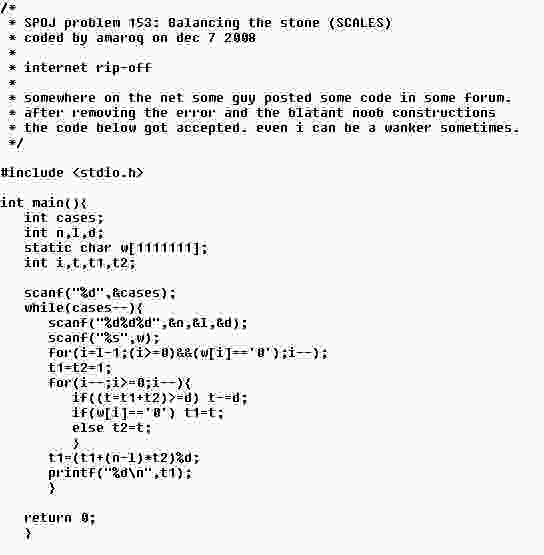 /*
 * SPOJ problem 153: Balancing the stone (SCALES)
 * coded by amaroq on dec 7 2008
 *
 * internet rip-off
 *
 * somewhere on the net some guy posted some code in some forum.
 * after removing the error and the blatant noob constructions
 * the code below got accepted. even i can be a wanker sometimes.
 */

#include <stdio.h>

int main(){
   int cases;
   int n,l,d;
   static char w[1111111];
   int i,t,t1,t2;

   scanf("%d",&cases);
   while(cases--){
      scanf("%d%d%d",&n,&l,&d);
      scanf("%s",w);
      for(i=l-1;(i>=0)&&(w[i]=='0');i--);
      t1=t2=1;
      for(i--;i>=0;i--){
         if((t=t1+t2)>=d) t-=d;
         if(w[i]=='0') t1=t;
         else t2=t;
         }
      t1=(t1+(n-l)*t2)%d;
      printf("%d\n",t1);
      }

   return 0;
   }